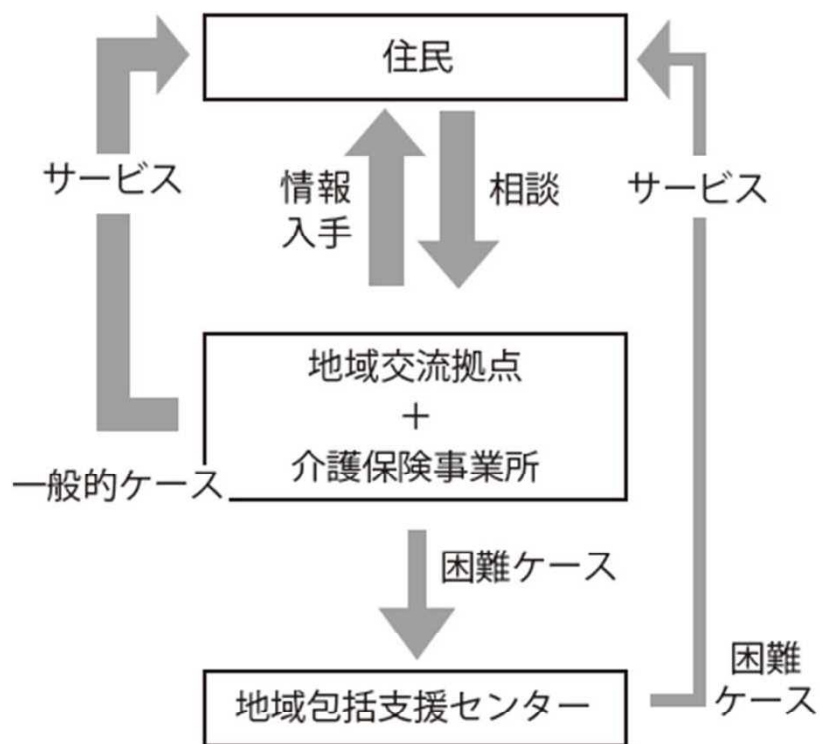 住民
サービス
情報
入手
相談
サービス
地域交流拠点
+
介護保険事業所
一般的ケース
困難ケース
困難
ケース
地域包括支援センター